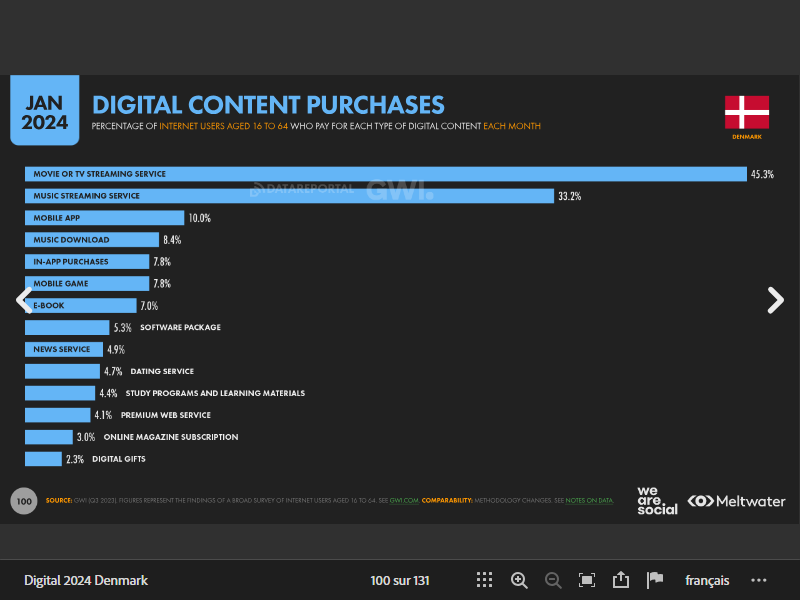 JAN
2024
DIGITAL CONTENT PURCHASES
PERCENTAGE OF INTERNET USERS AGED 16 TO 64 WHO PAY FOR EACH TYPE OF DIGITAL CONTENT EACH MONTH
DENMARK
MOVIE OR TV STREAMING SERVICE 45.3%
DATAREPORTAL GWI.
MUSIC STREAMING SERVICE 33.2%
MOBILE APP 10.0%
MUSIC DOWNLOAD 8.4%
IN-APP PURCHASES 7.8%
MOBILE GAME 7.8%
E-BOOK 7.0%
5.3% SOFTWARE PACKAGE
NEWS SERVICE 4.9%
4.7% DATING SERVICE
4.4% STUDY PROGRAMS AND LEARNING MATERIALS
4.1% PREMIUM WEB SERVICE
3.0% ONLINE MAGAZINE SUBSCRIPTION
2.3% DIGITAL GIFTS
100 SOURCE: GWI (Q3 2023). FIGURES REPRESENT THE FINDINGS OF A BROAD SURVEY OF INTERNET USERS AGED 16 TO 64. SEE GWI.COM. COMPARABILITY: METHODOLOGY CHANGES. SEE NOTES ON DATA.
we
are
social
Meltwater
Digital 2024 Denmark 100 sur 131 français